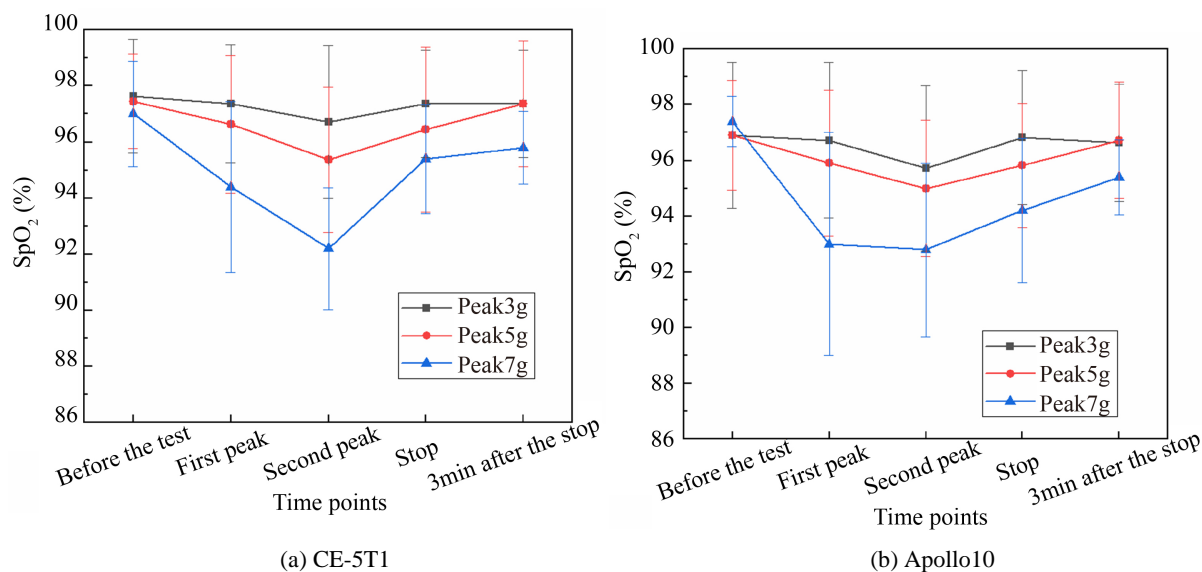 100
98
96
94
92
90
88
86
SpO2 (%)
Peak3g
Peak5g
Peak7g
Before the test
First peak
Second peak
Stop
3min after the stop
Time points
(a) CE-5T1
100
98
96
94
92
90
88
86
SpO2 (%)
Peak3g
Peak5g
Peak7g
Before the test
First peak
Second peak
Stop
3min after the stop
Time points
(b) Apollo10